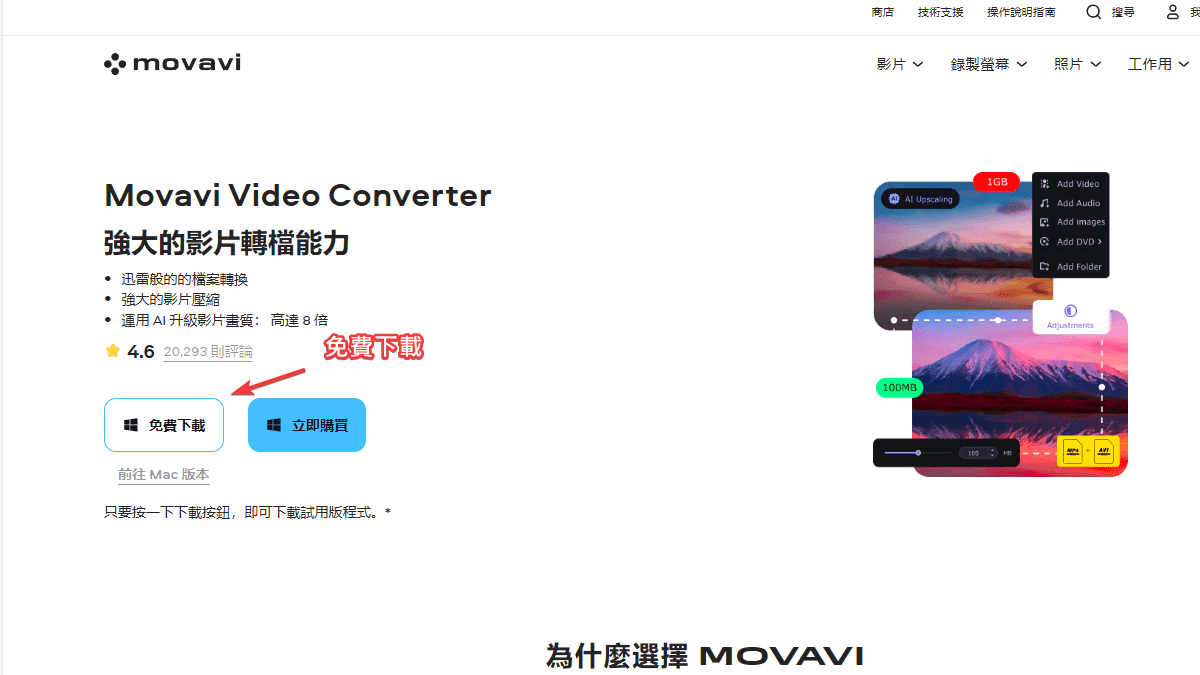 商店 技術支援 操作說明指南 搜尋 我
movavi
影片 錄製螢幕 照片 工作用
Movavi Video Converter
強大的影片轉檔能力
迅雷般的的檔案轉換
強大的影片壓縮
運用 AI 升級影片畫質： 高達 8 倍
4.6 20,293 則評論
免費下載
免費下載 立即購買
前往 Mac 版本
只要按一下下載按鈕，即可下載試用版程式。*
1GB
AI AI Upscaling
Add Video
Add Audio
Add images
Add DVD
Add Folder
Adjustments
100MB
100 MB
MP4 AVI
為什麼選擇 MOVAVI